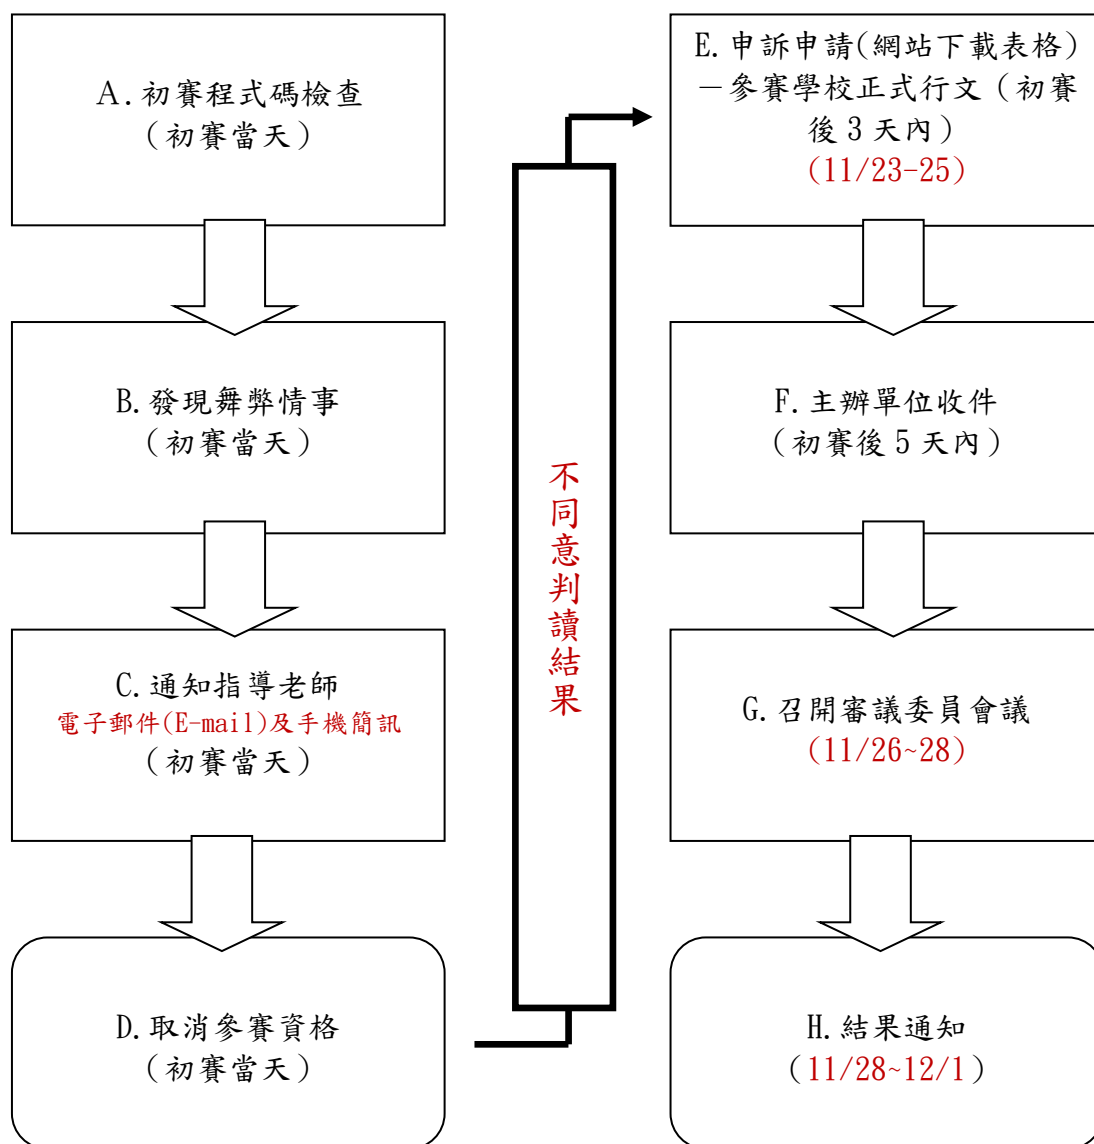 A.初賽程式碼檢查
(初賽當天)
B.發現舞弊情事
(初賽當天)
C.通知指導老師
電子郵件(E-mail)及手機簡訊
(初賽當天)
D.取消參賽資格
(初賽當天)
不同意判讀結果
E.申訴申請(網站下載表格)
－參賽學校正式行文（初賽
後 3 天內）
(11/23-25)
F.主辦單位收件
（初賽後 5 天內）
G.召開審議委員會議
(11/26~28)
H.結果通知
(11/28~12/1)